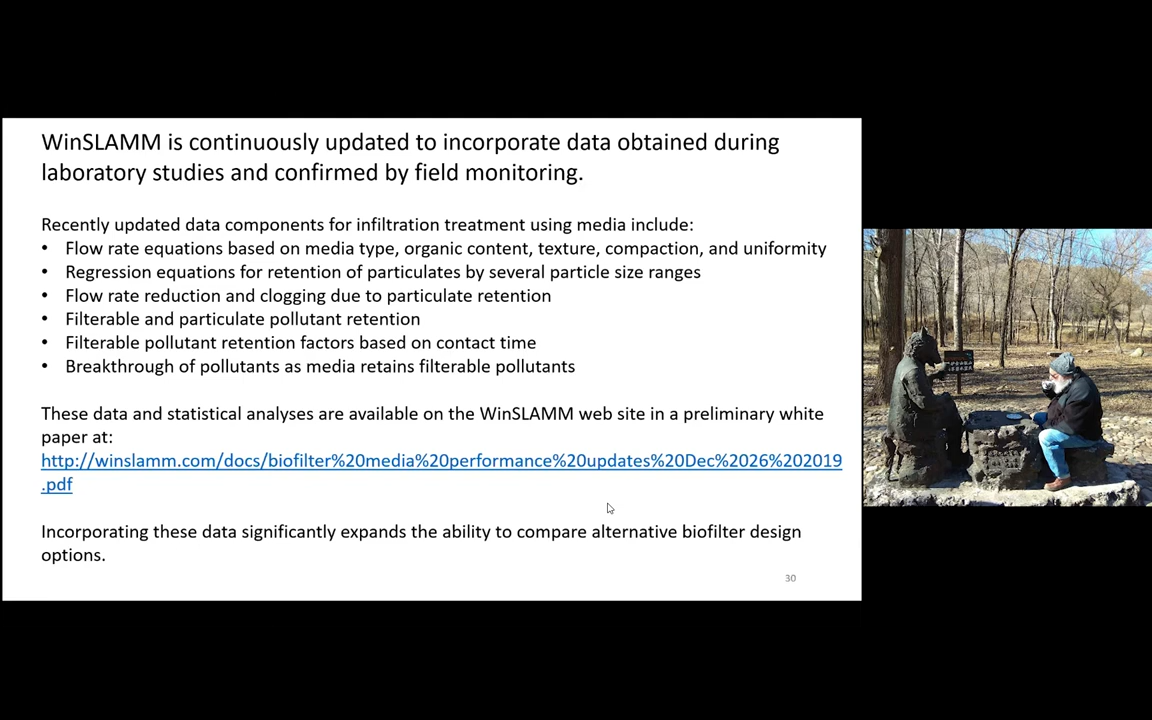 WinSLAMM is continuously updated to incorporate data obtained during
laboratory studies and confirmed by field monitoring.
Recently updated data components for infiltration treatment using media include:
• Flow rate equations based on media type, organic content, texture, compaction, and uniformity
• Regression equations for retention of particulates by several particle size ranges
• Flow rate reduction and clogging due to particulate retention
• Filterable and particulate pollutant retention
• Filterable pollutant retention factors based on contact time
• Breakthrough of pollutants as media retains filterable pollutants
These data and statistical analyses are available on the WinSLAMM web site in a preliminary white
paper at:
http://winslamm.com/docs/biofilter%20media%20performance%20updates%20Dec%2026%202019
.pdf
Incorporating these data significantly expands the ability to compare alternative biofilter design
options.
30